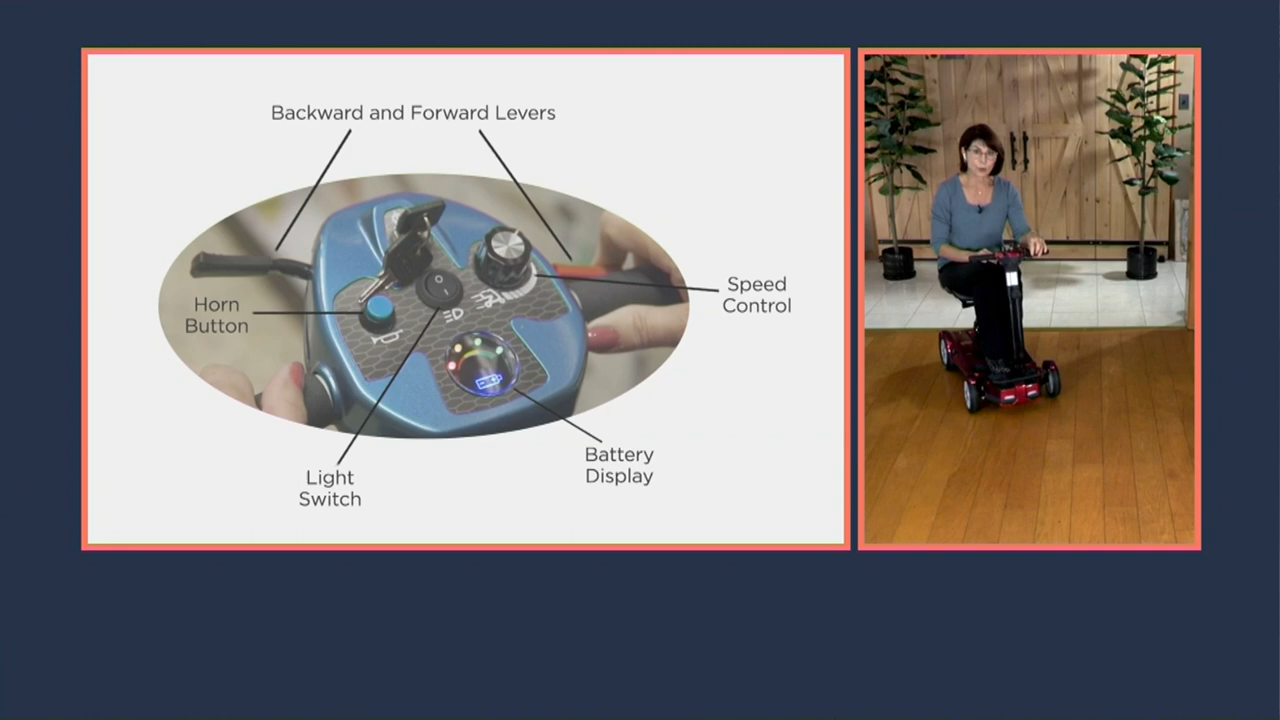 Backward and Forward Levers
Horn
Button
Speed
Control
Light
Switch
Battery
Display